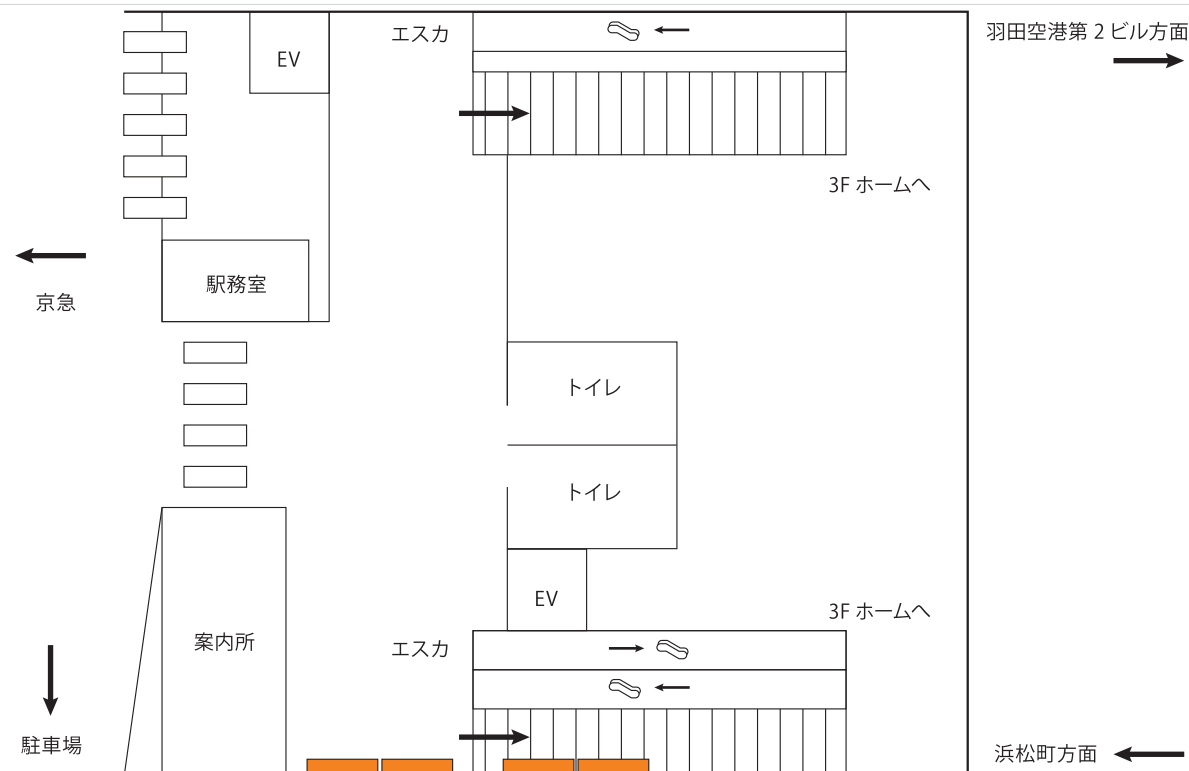 エスカ
羽田空港第 2 ビル方面
EV
3F ホームへ
駅務室
京急
トイレ
トイレ
EV
3F ホームへ
案内所
エスカ
駐車場
浜松町方面